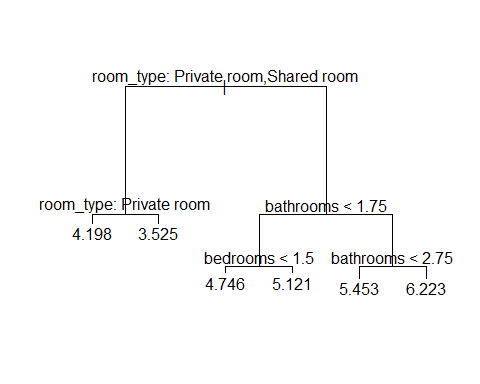 room_type: Private room,Shared room
room_type: Private room
bathrooms < 1.75
4.198
3.525
bedrooms < 1.5
bathrooms < 2.75
4.746
5.121
5.453
6.223